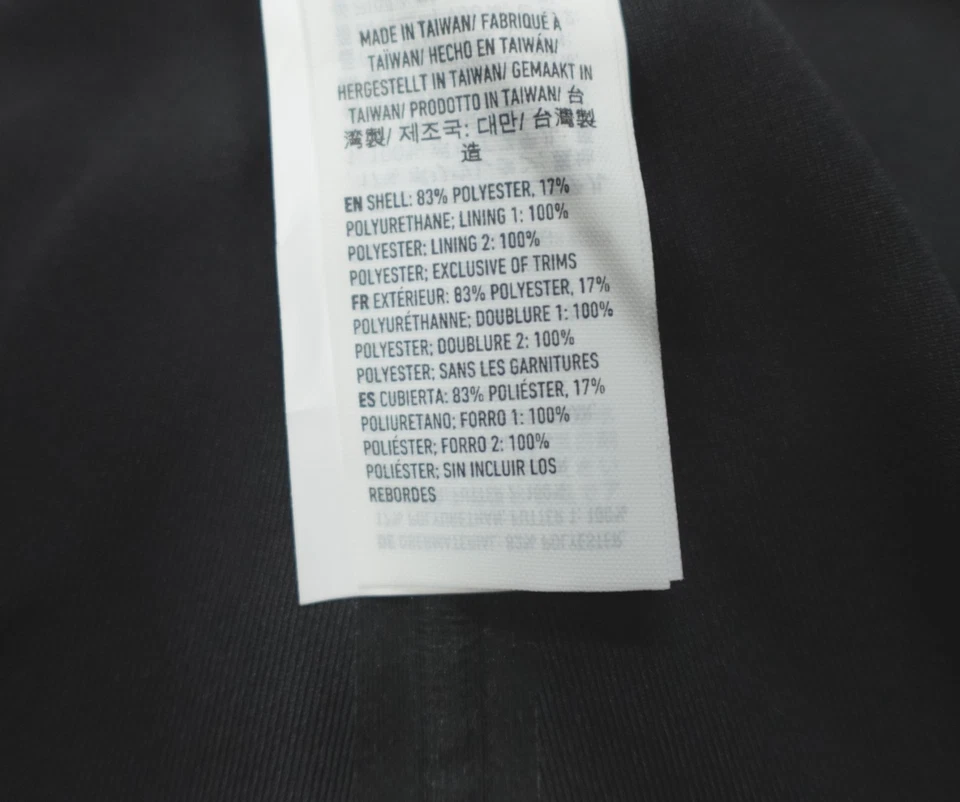 MADE IN TAIWAN/ FABRIQUÉ À
TAÏWAN/ HECHO EN TAIWÁN/
HERGESTELLT IN TAIWAN/ GEMAAKT IN
TAIWAN/ PRODOTTO IN TAIWAN/ 台
湾製/ 제조국: 대만/ 台灣製
造
EN SHELL: 83% POLYESTER, 17%
POLYURETHANE; LINING 1: 100%
POLYESTER; LINING 2: 100%
POLYESTER; EXCLUSIVE OF TRIMS
FR EXTÉRIEUR: 83% POLYESTER, 17%
POLYURÉTHANNE; DOUBLURE 1: 100%
POLYESTER; DOUBLURE 2: 100%
POLYESTER; SANS LES GARNITURES
ES CUBIERTA: 83% POLIÉSTER, 17%
POLIURETANO; FORRO 1: 100%
POLIÉSTER; FORRO 2: 100%
POLIÉSTER; SIN INCLUIR LOS
REBORDES